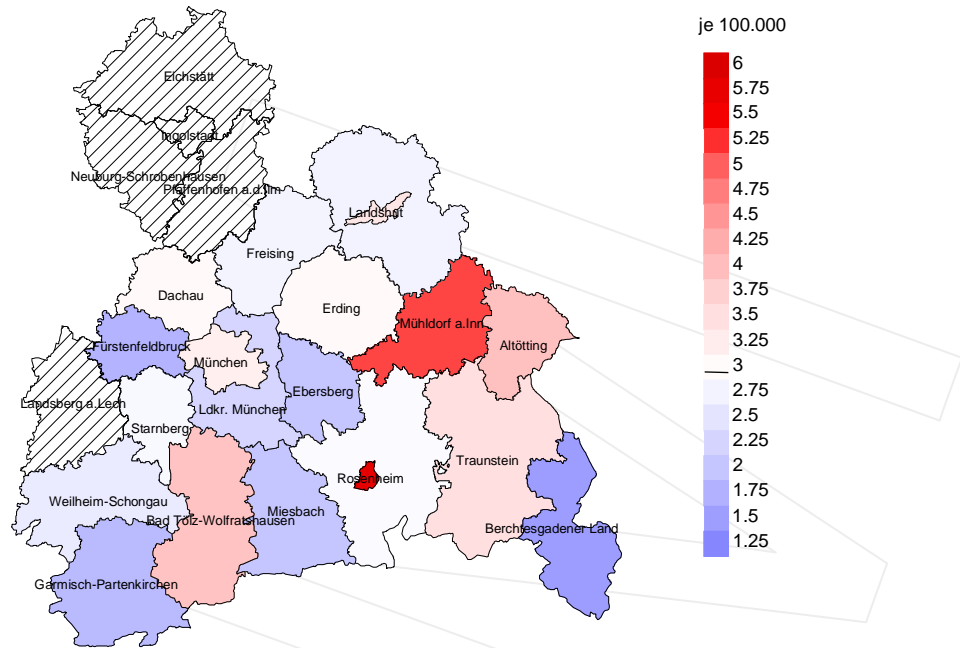 je 100.000
6
5.75
5.5
5.25
5
4.75
4.5
4.25
4
3.75
3.5
3.25
3
2.75
2.5
2.25
2
1.75
1.5
1.25
Eichstätt
Ingolstadt
Neuburg-Schrobenhausen
Pfaffenhofen a.d.Ilm
Landshut
Freising
Dachau
Erding
Mühldorf a.Inn
Altötting
Fürstenfeldbruck
München
Ebersberg
Landsberg a.Lech
Ldkr. München
Starnberg
Traunstein
Rosenheim
Weilheim-Schongau
Miesbach
Bad Tölz-Wolfratshausen
Berchtesgadener Land
Garmisch-Partenkirchen